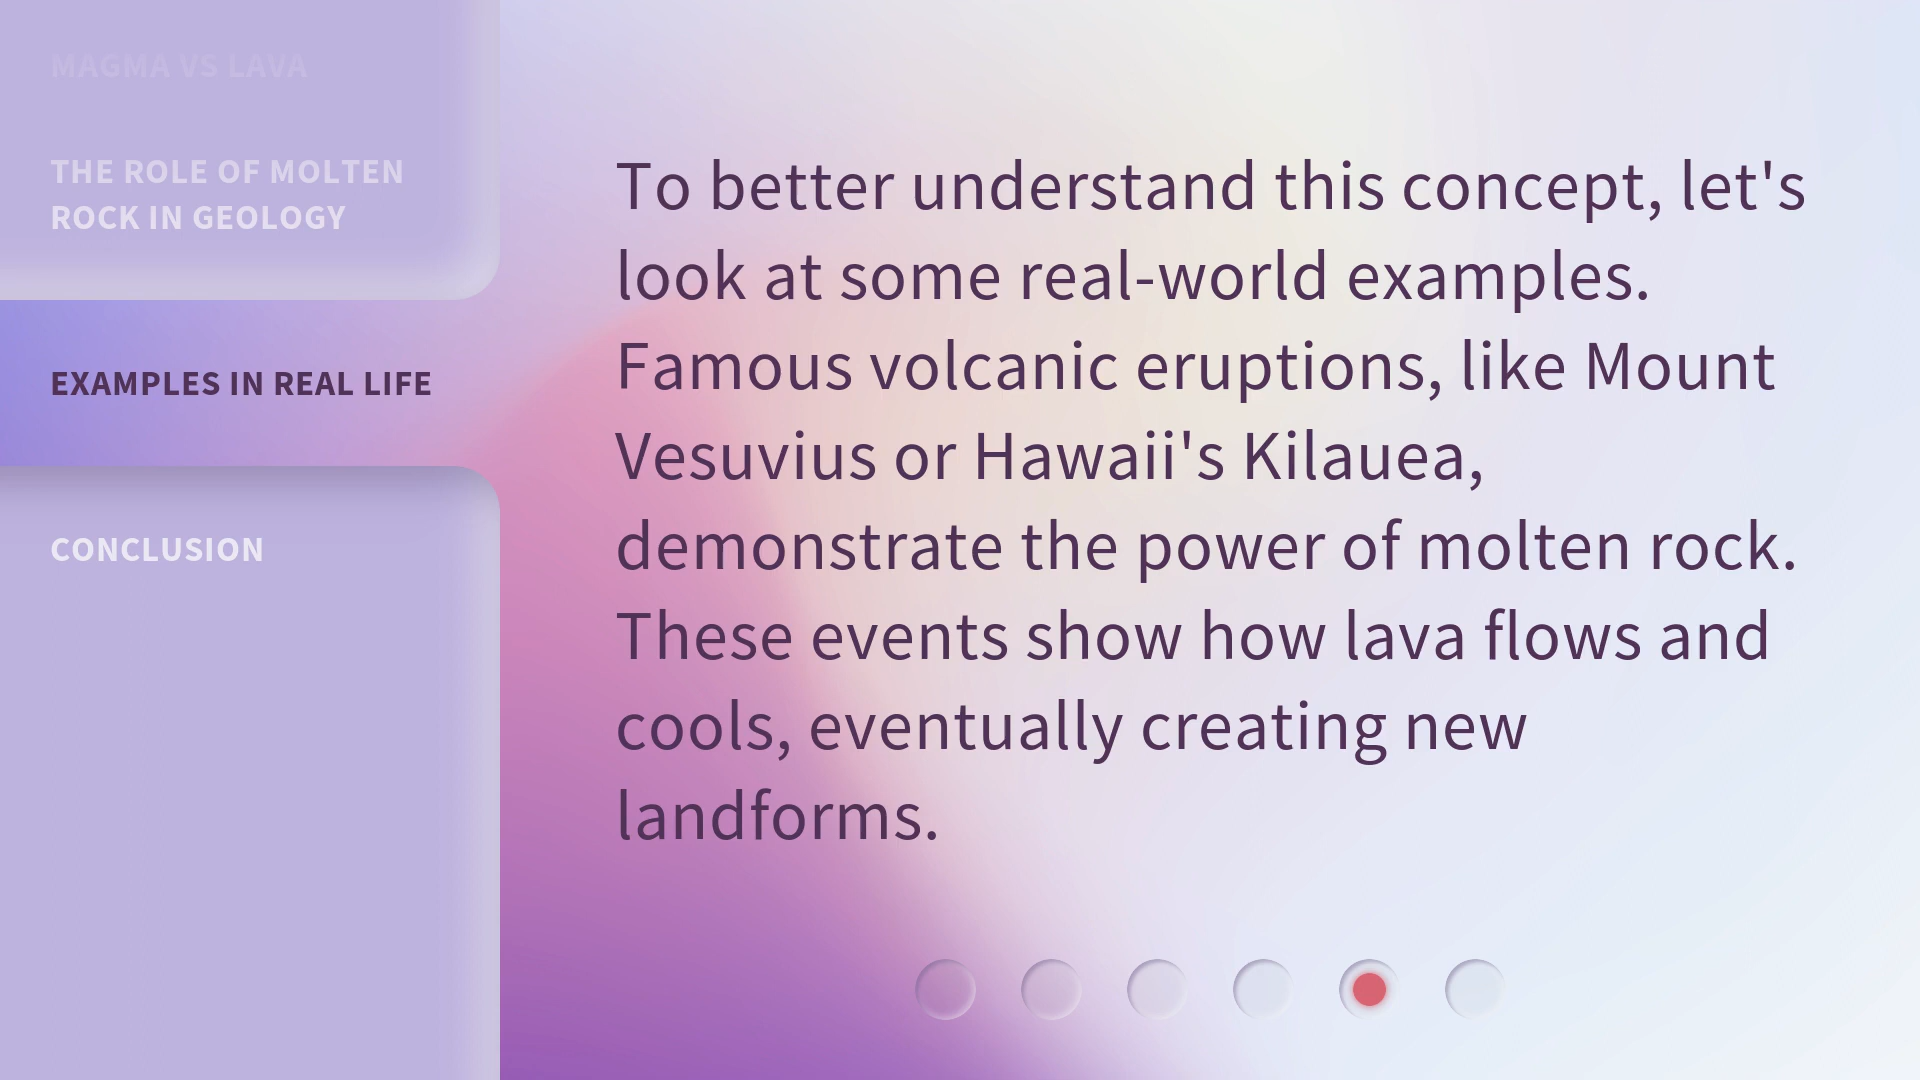 MAGMA VS LAVA
THE ROLE OF MOLTEN
ROCK IN GEOLOGY
EXAMPLES IN REAL LIFE
CONCLUSION
To better understand this concept, let's
look at some real-world examples.
Famous volcanic eruptions, like Mount
Vesuvius or Hawaii's Kilauea,
demonstrate the power of molten rock.
These events show how lava flows and
cools, eventually creating new
landforms.